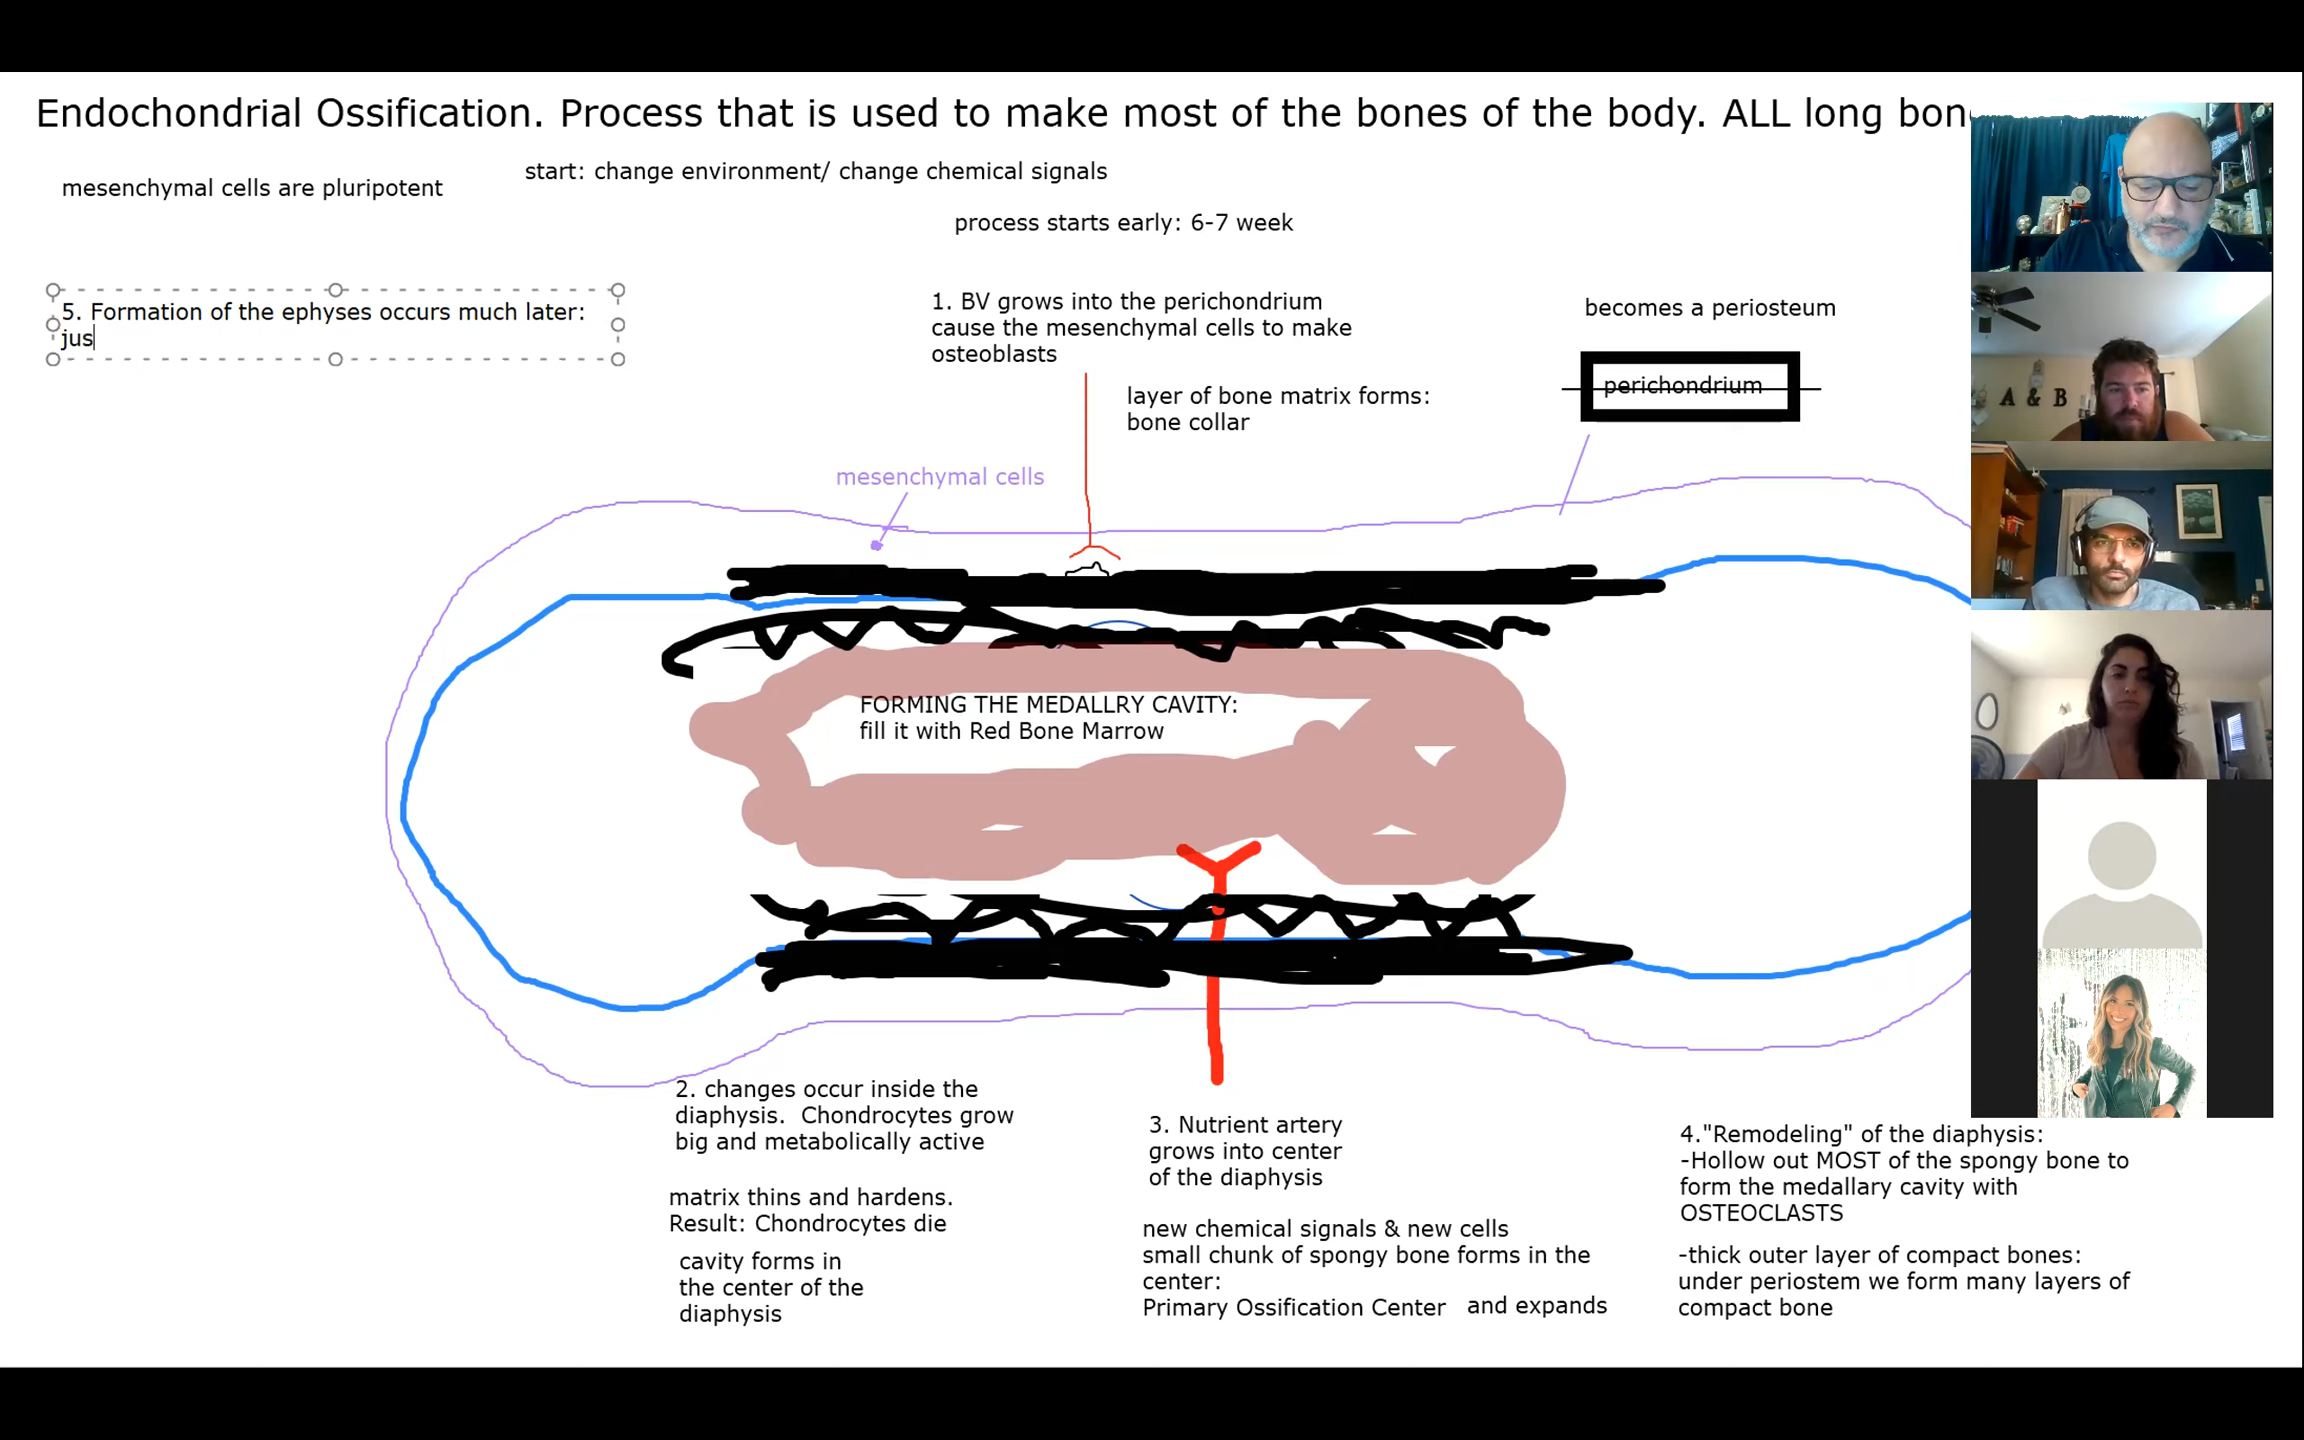 Endochondrial Ossification. Process that is used to make most of the bones of the body. ALL long bon
mesenchymal cells are pluripotent
start: change environment/ change chemical signals
process starts early: 6-7 week
5. Formation of the ephyses occurs much later:
jus
1. BV grows into the perichondrium
cause the mesenchymal cells to make
osteoblasts
becomes a periosteum
perichondrium
layer of bone matrix forms:
bone collar
mesenchymal cells
A & B
FORMING THE MEDALLRY CAVITY:
fill it with Red Bone Marrow
2. changes occur inside the
diaphysis.  Chondrocytes grow
big and metabolically active
matrix thins and hardens.
Result: Chondrocytes die
cavity forms in
the center of the
diaphysis
3. Nutrient artery
grows into center
of the diaphysis
new chemical signals & new cells
small chunk of spongy bone forms in the
center:
Primary Ossification Center and expands
4."Remodeling" of the diaphysis:
-Hollow out MOST of the spongy bone to
form the medallary cavity with
OSTEOCLASTS
-thick outer layer of compact bones:
under periostem we form many layers of
compact bone